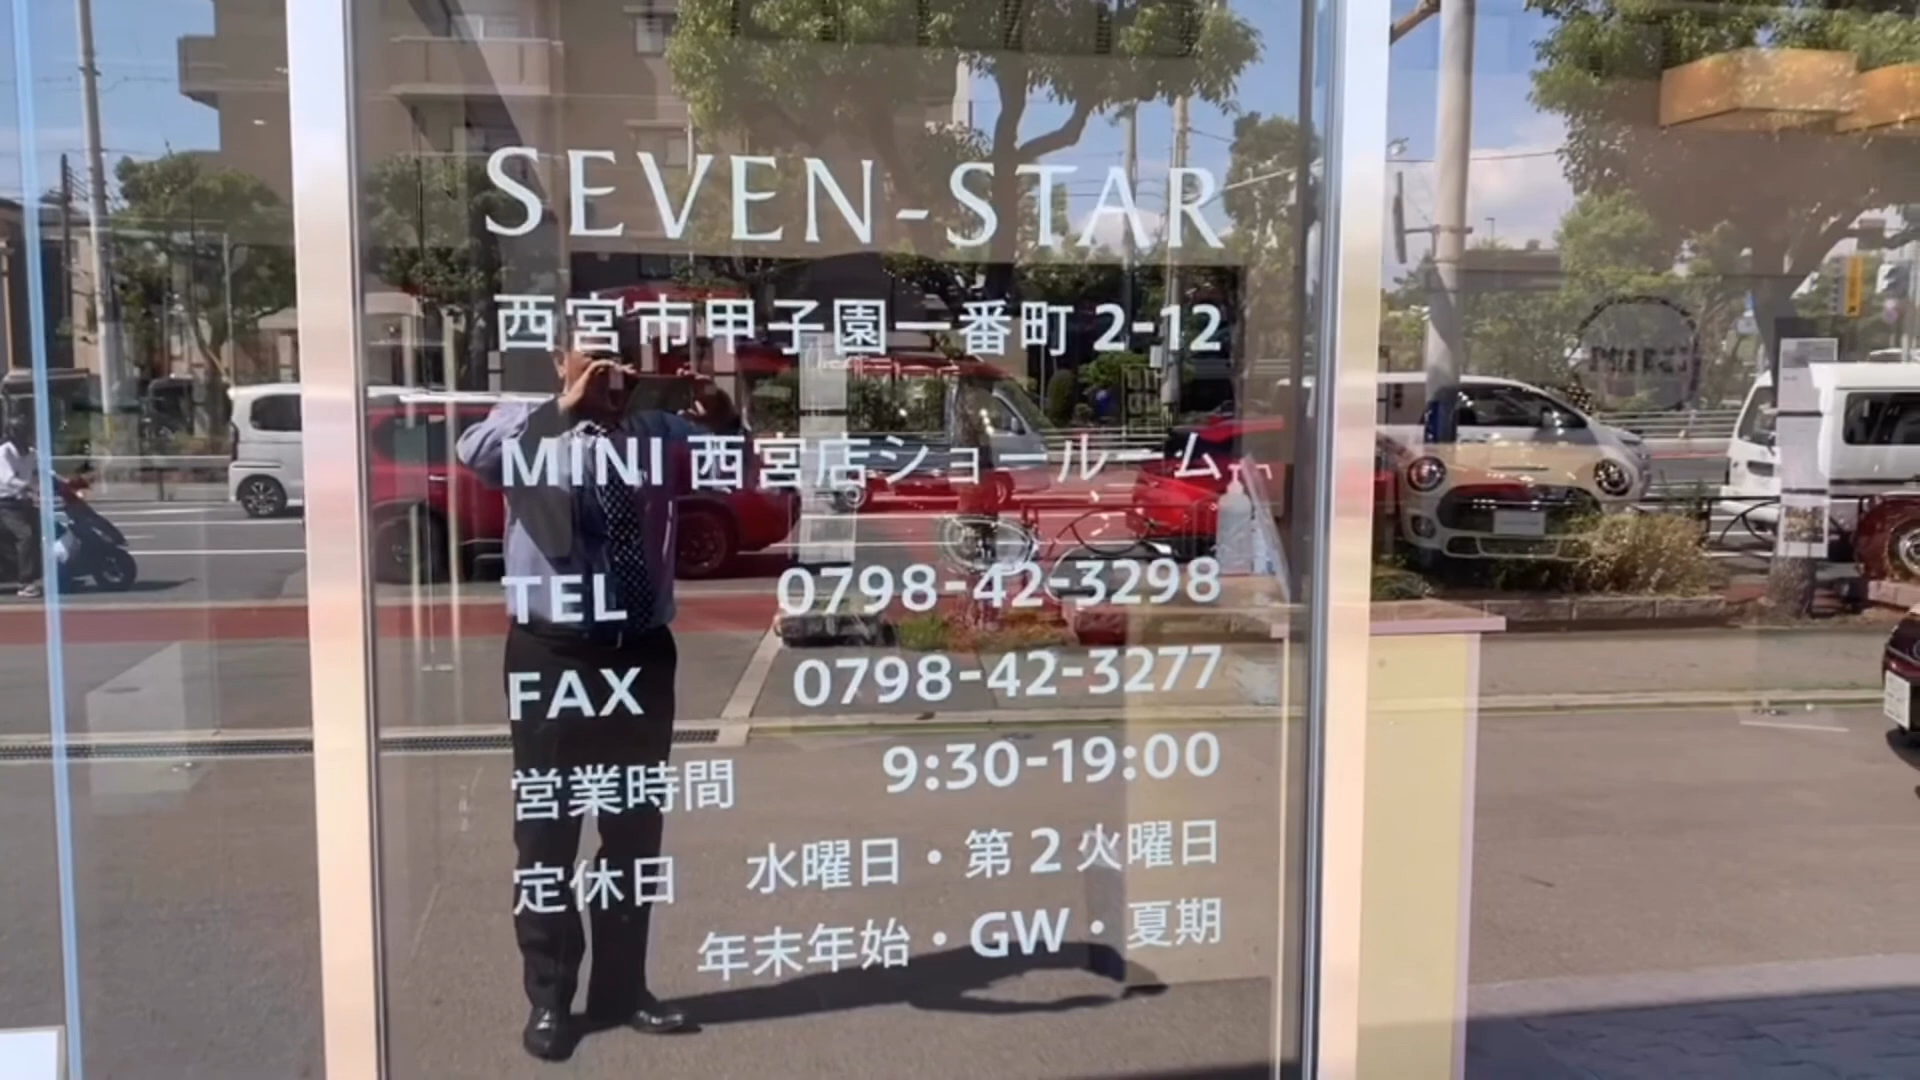 SEVEN-STAR
西宮市甲子園一番町 2-12
MINI 西宮店ショールーム
TEL 0798-42-3298
FAX 0798-42-3277
営業時間 9:30-19:00
定休日 水曜日・第2火曜日
年末年始・GW・夏期